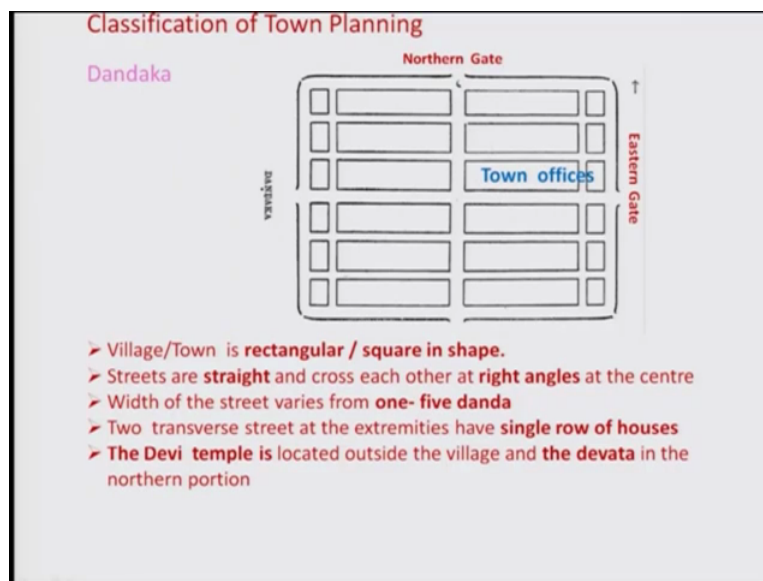 Classification of Town Planning
Dandaka
Northern Gate
Town offices
Eastern Gate
DANDAKA
➢ Village/Town is rectangular / square in shape.
➢ Streets are straight and cross each other at right angles at the centre
➢ Width of the street varies from one- five danda
➢ Two transverse street at the extremities have single row of houses
➢ The Devi temple is located outside the village and the devata in the
northern portion